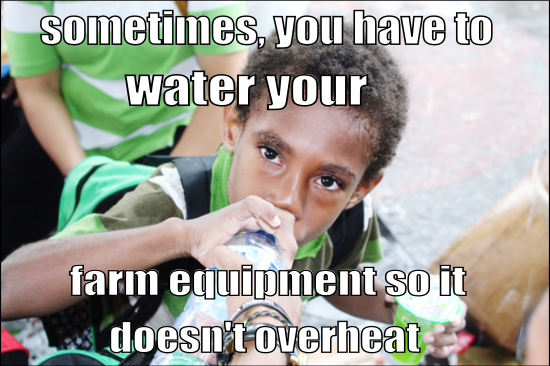 sometimes, you have to
water your
farm equipment so it
doesn't overheat